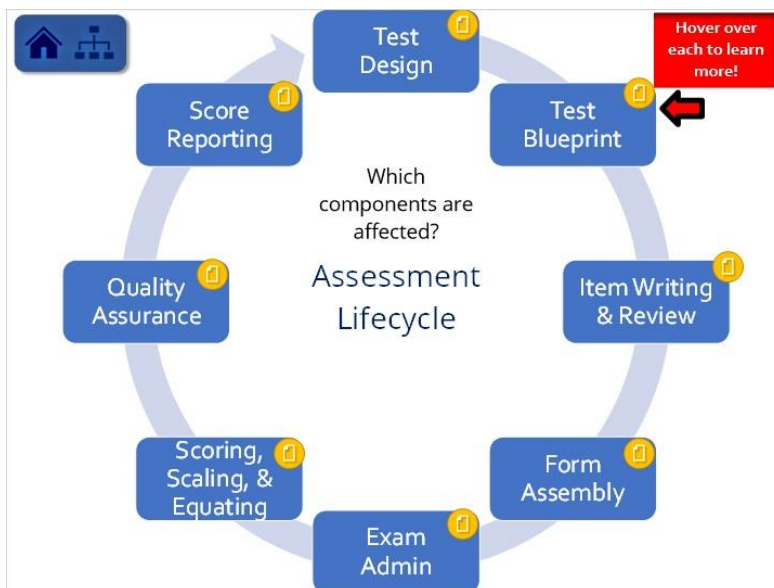 Test
Design
Hover over
each to learn
more!
Test
Blueprint
Score
Reporting
Which
components are
affected?
Assessment
Lifecycle
Quality
Assurance
Item Writing
& Review
Scoring,
Scaling, &
Equating
Form
Assembly
Exam
Admin